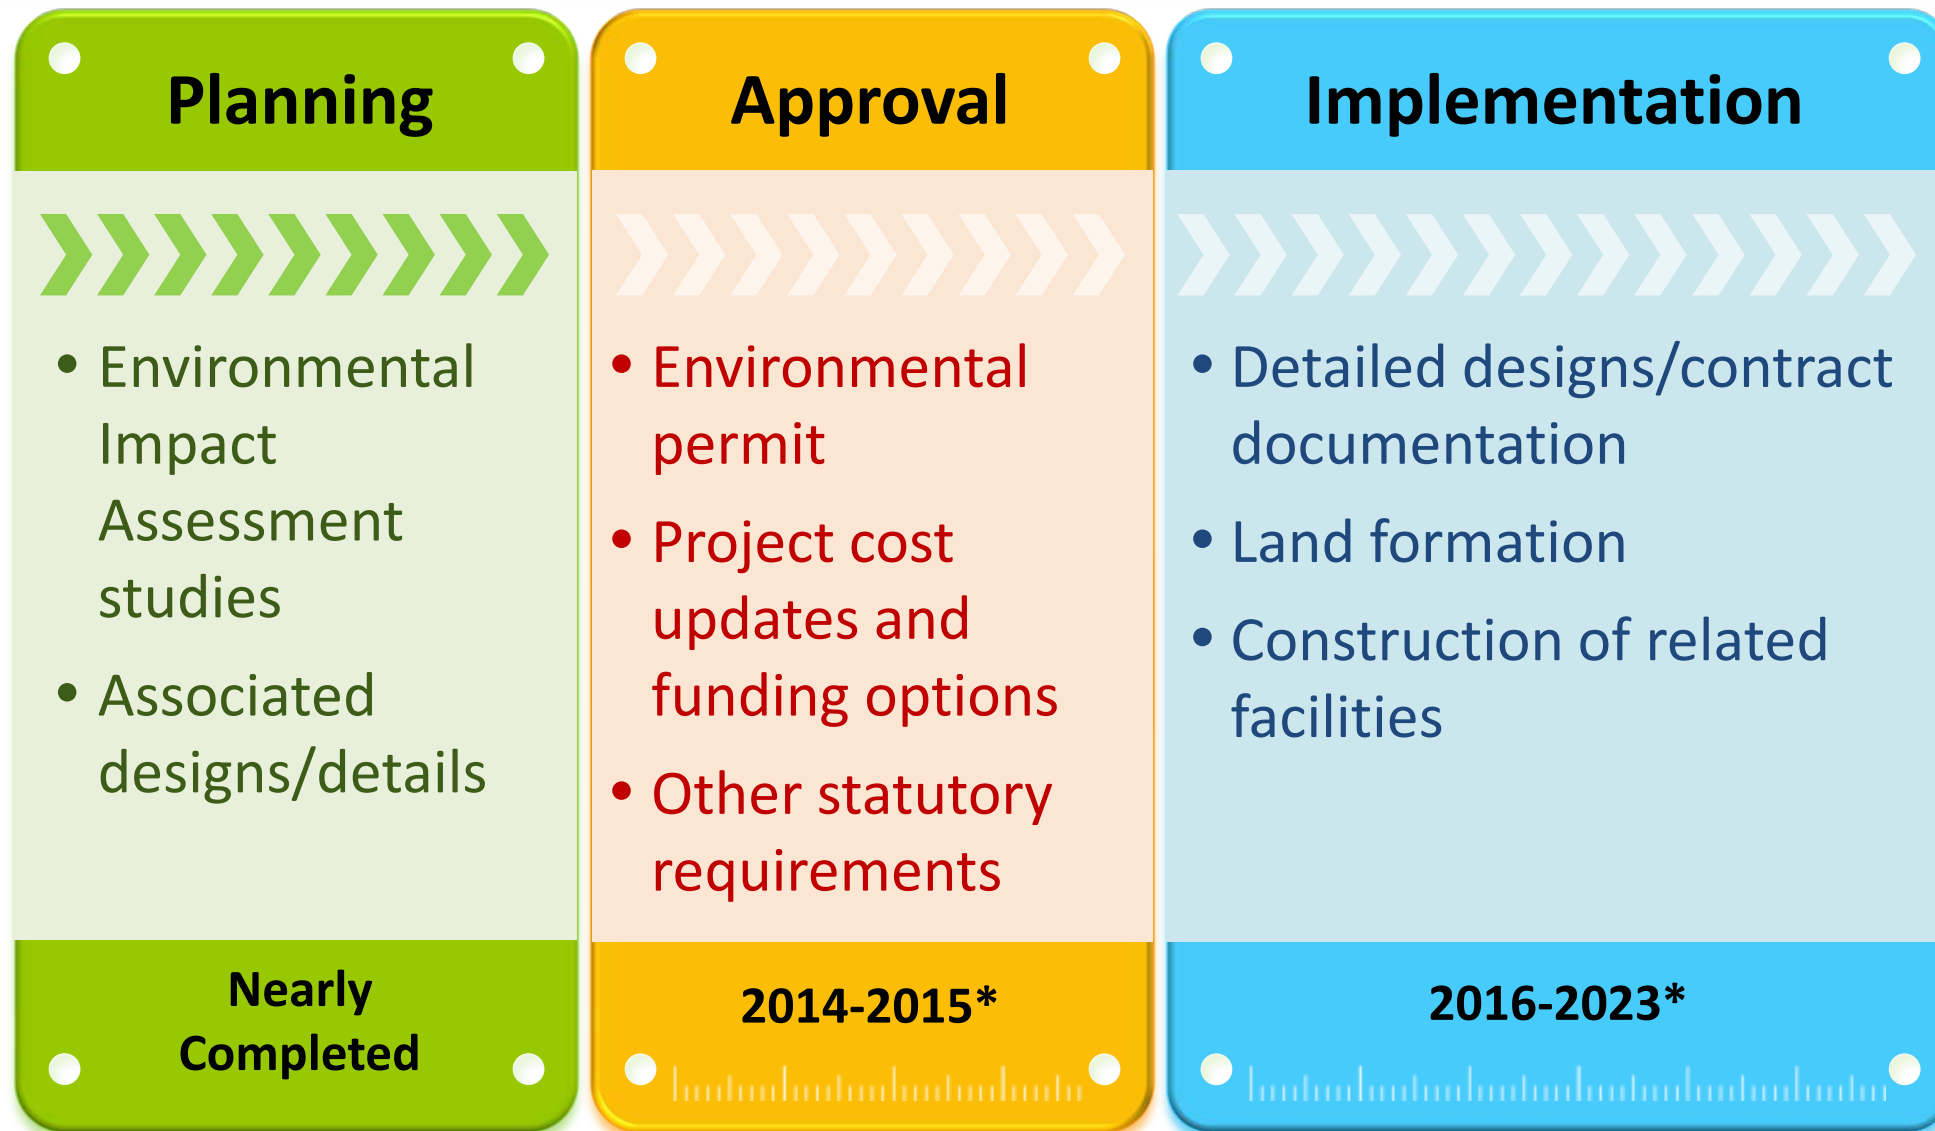 Planning
• Environmental
Impact
Assessment
studies
• Associated
designs/details
Nearly
Completed
Approval
• Environmental
permit
• Project cost
updates and
funding options
• Other statutory
requirements
2014-2015*
Implementation
• Detailed designs/contract
documentation
• Land formation
• Construction of related
facilities
2016-2023*